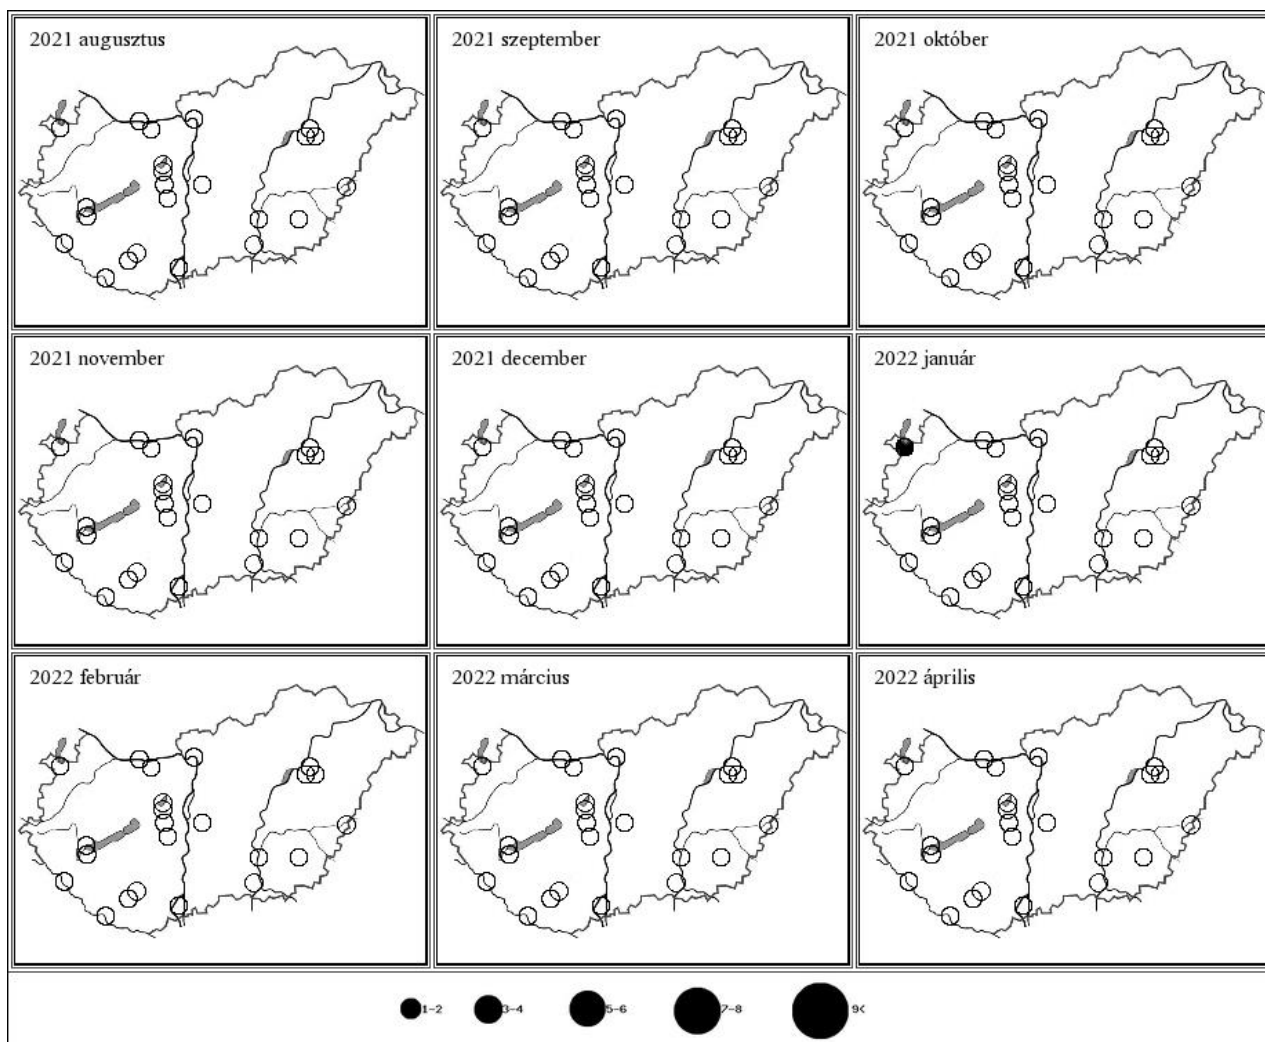 2021 augusztus
2021 szeptember
2021 október
2021 november
2021 december
2022 január
2022 február
2022 március
2022 április
1-2 3-4 5-6 7-8 9<